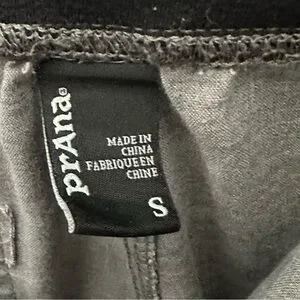 prAna®
MADE IN
CHINA
FABRIQUE EN
CHINE
S